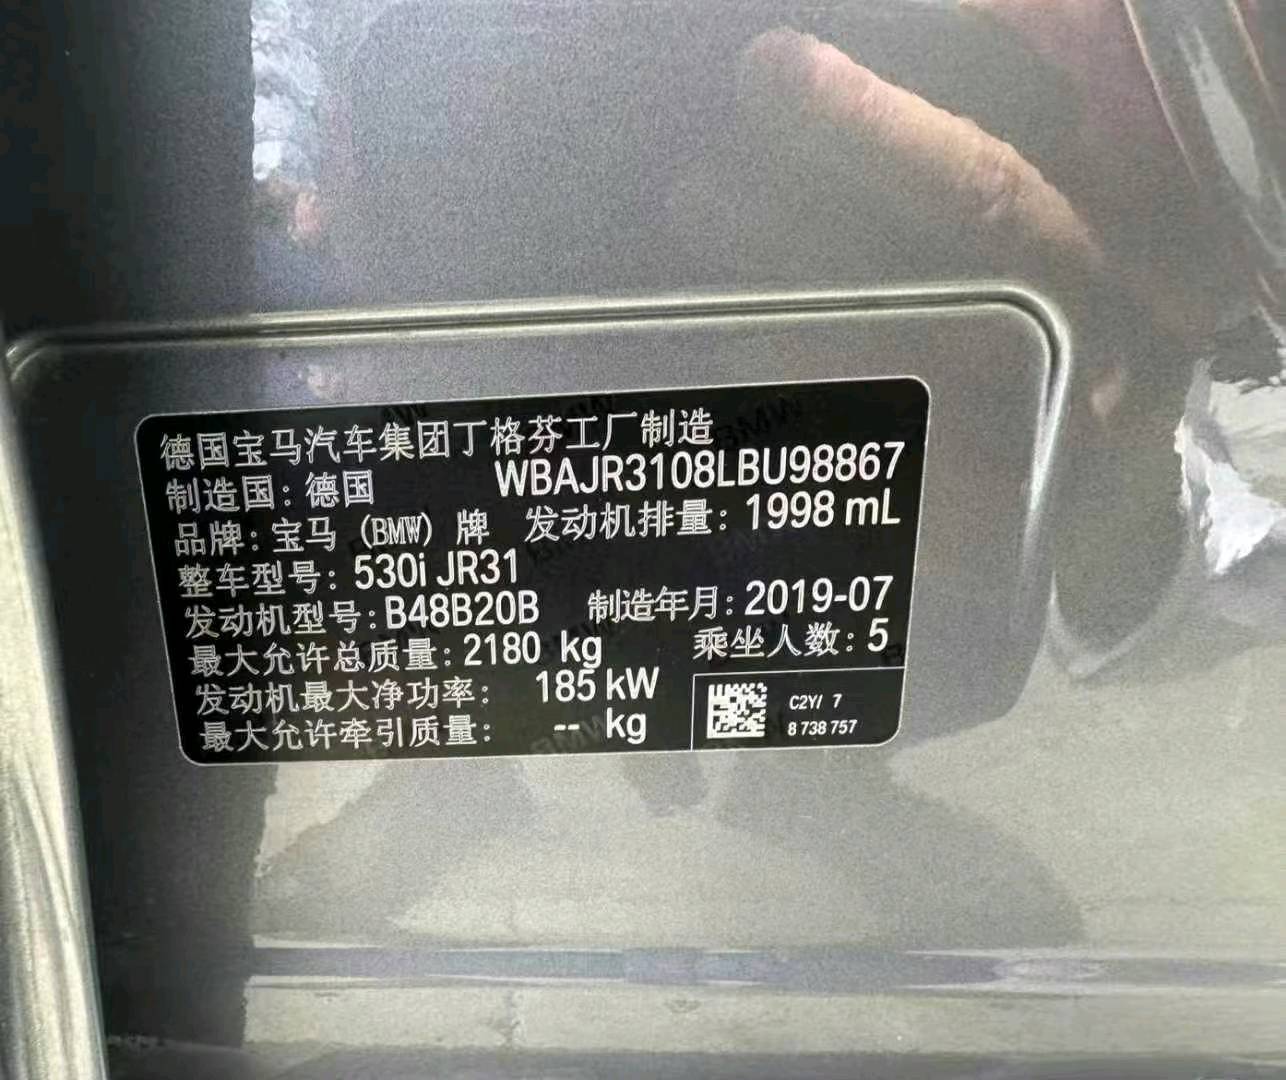 德国宝马汽车集团丁格芬工厂制造
制造国：德国 WBAJR3108LBU98867
品牌：宝马 (BMW) 牌 发动机排量：1998 mL
整车型号：530i JR31
发动机型号：B48B20B 制造年月：2019-07
最大允许总质量：2180 kg 乘坐人数：5
发动机最大净功率： 185 kW
最大允许牵引质量： -- kg
C2Y/ 7
8 738 757